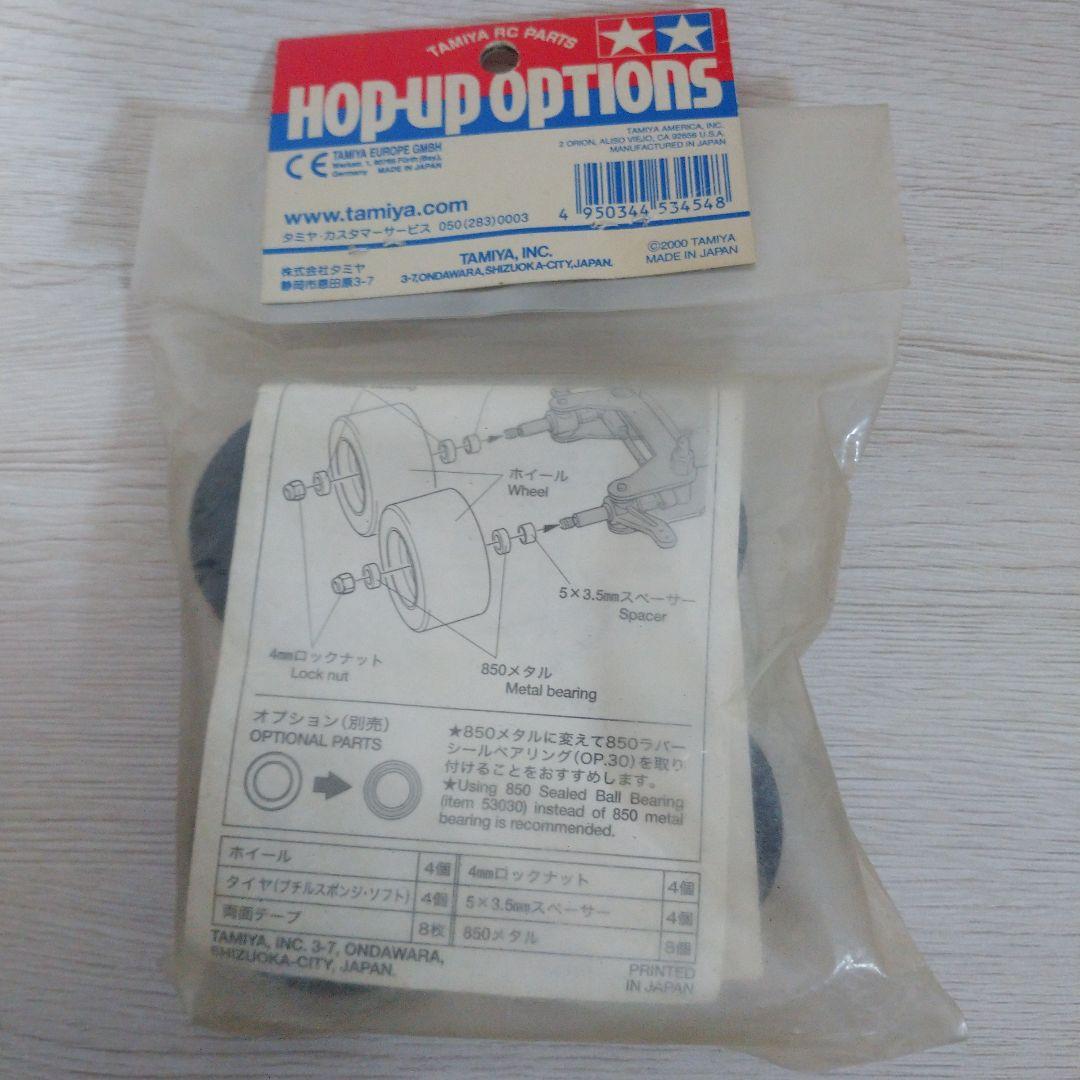 TAMIYA RC PARTS
HOP-UP OPTIONS
CE TAMIYA EUROPE GMBH
Germany MADE IN JAPAN
TAMIYA AMERICA, INC.
2 ORION, ALISO VIEJO, CA 92656 U.S.A.
MANUFACTURED IN JAPAN
www.tamiya.com
タミヤ・カスタマーサービス 050(283)0003
4 950344 534548
株式会社タミヤ
静岡市恩田原3-7
TAMIYA, INC.
3-7, ONDAWARA, SHIZUOKA-CITY, JAPAN.
©2000 TAMIYA
MADE IN JAPAN
ホイール
Wheel
5×3.5mmスペーサー
Spacer
4mmロックナット
Lock nut
850メタル
Metal bearing
オプション(別売)
OPTIONAL PARTS
★850メタルに変えて850ラバー
シールベアリング(OP.30)を取り
付けることをおすすめします。
★Using 850 Sealed Ball Bearing
(item 53030) instead of 850 metal
bearing is recommended.
ホイール 4個 4mmロックナット 4個
タイヤ(ブチルスポンジ・ソフト) 4個 5×3.5mmスペーサー 4個
両面テープ 8枚 850メタル 8個
TAMIYA, INC. 3-7, ONDAWARA,
SHIZUOKA-CITY, JAPAN.
PRINTED
IN JAPAN